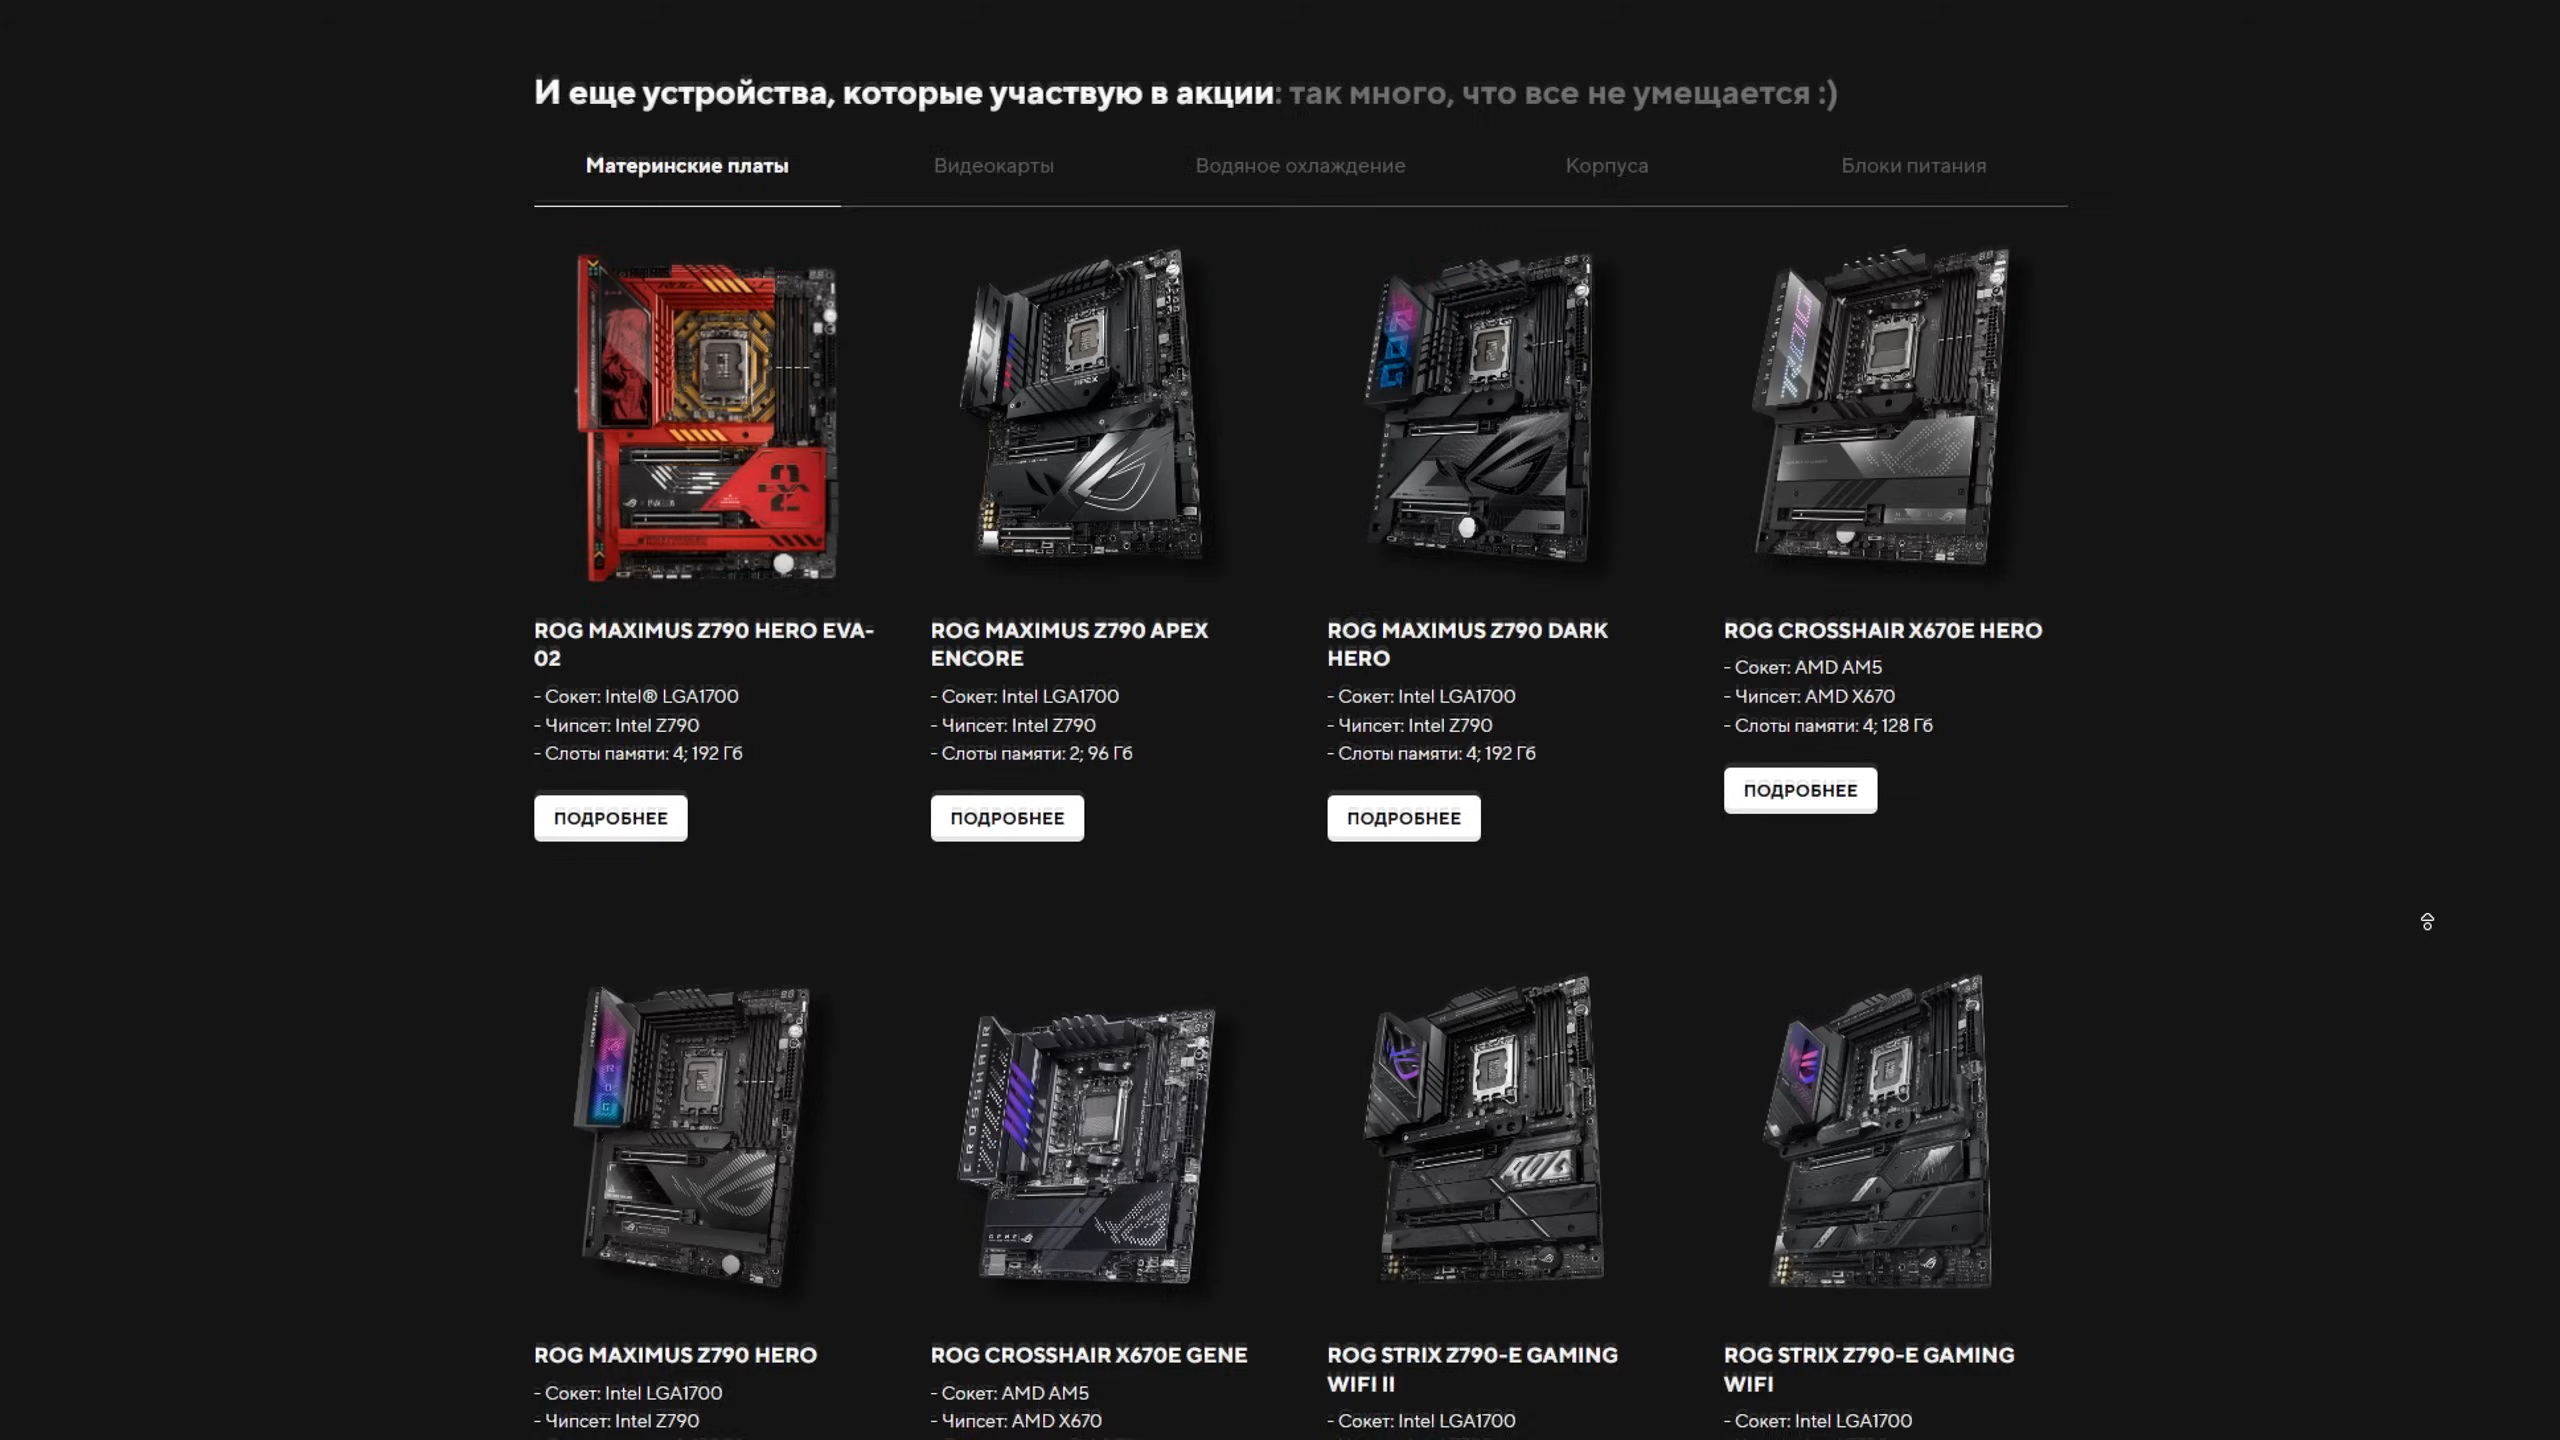 И еще устройства, которые участвую в акции: так много, что все не умещается :)
Материнские платы
Видеокарты
Водяное охлаждение
Корпуса
Блоки питания
ROG MAXIMUS Z790 HERO EVA-
02
- Сокет: Intel® LGA1700
- Чипсет: Intel Z790
- Слоты памяти: 4; 192 Гб
ПОДРОБНЕЕ
ROG MAXIMUS Z790 APEX
ENCORE
- Сокет: Intel LGA1700
- Чипсет: Intel Z790
- Слоты памяти: 2; 96 Гб
ПОДРОБНЕЕ
ROG MAXIMUS Z790 DARK
HERO
- Сокет: Intel LGA1700
- Чипсет: Intel Z790
- Слоты памяти: 4; 192 Гб
ПОДРОБНЕЕ
ROG CROSSHAIR X670E HERO
- Сокет: AMD AM5
- Чипсет: AMD X670
- Слоты памяти: 4; 128 Гб
ПОДРОБНЕЕ
ROG MAXIMUS Z790 HERO
- Сокет: Intel LGA1700
- Чипсет: Intel Z790
CROSSHAIR
ROG CROSSHAIR X670E GENE
- Сокет: AMD AM5
- Чипсет: AMD X670
ROG
ROG STRIX Z790-E GAMING
WIFI II
- Сокет: Intel LGA1700
ROG STRIX Z790-E GAMING
WIFI
- Сокет: Intel LGA1700